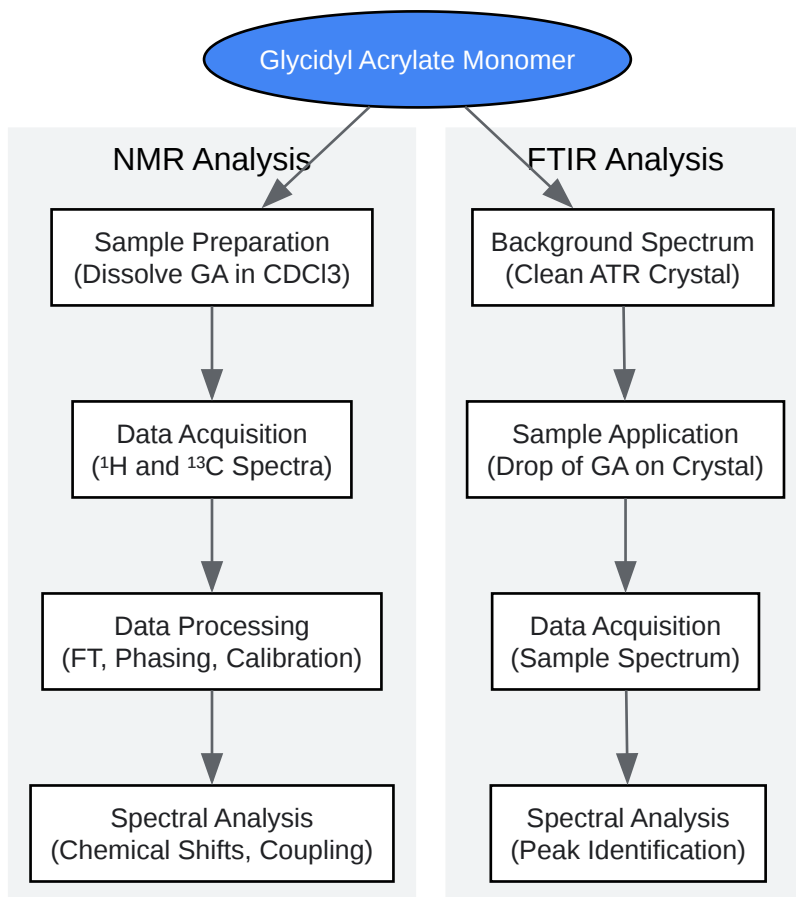 Glycidyl Acrylate Monomer
NMR Analysis
Sample Preparation
(Dissolve GA in CDCl3)
Data Acquisition
(¹H and ¹³C Spectra)
Data Processing
(FT, Phasing, Calibration)
Spectral Analysis
(Chemical Shifts, Coupling)
FTIR Analysis
Background Spectrum
(Clean ATR Crystal)
Sample Application
(Drop of GA on Crystal)
Data Acquisition
(Sample Spectrum)
Spectral Analysis
(Peak Identification)